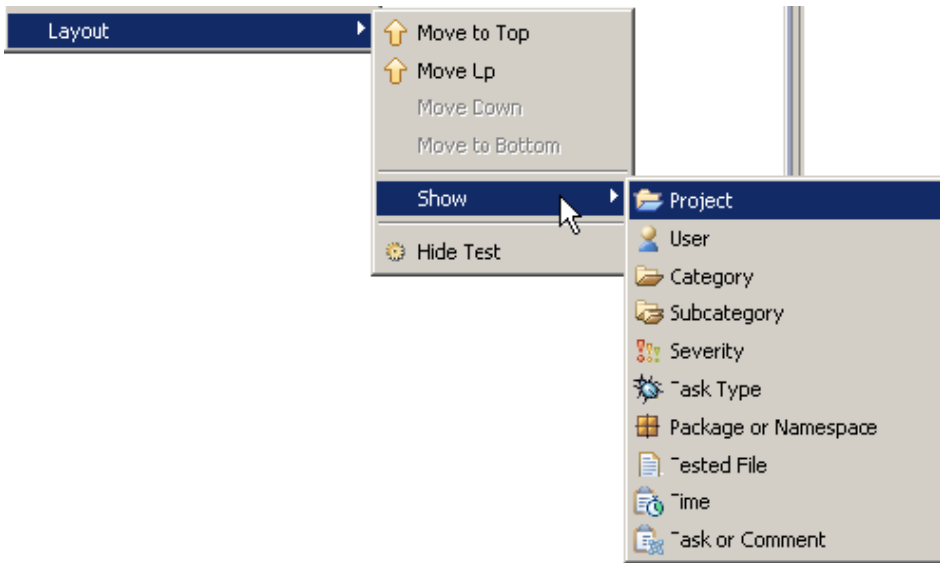 Layout
Move to Top
Move Up
Move Down
Move to Bottom
Show
Hide Test
Project
User
Category
Subcategory
Severity
Task Type
Package or Namespace
Tested File
Time
Task or Comment